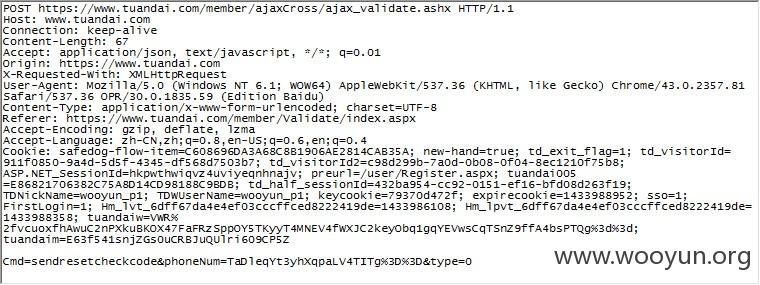 POST https://www.tuandai.com/member/ajaxCross/ajax_validate.ashx HTTP/1.1
Host: www.tuandai.com
Connection: keep-alive
Content-Length: 67
Accept: application/json, text/javascript, */*; q=0.01
Origin: https://www.tuandai.com
X-Requested-With: XMLHttpRequest
User-Agent: Mozilla/5.0 (Windows NT 6.1; WOW64) AppleWebKit/537.36 (KHTML, like Gecko) Chrome/43.0.2357.81
Safari/537.36 OPR/30.0.1835.59 (Edition Baidu)
Content-Type: application/x-www-form-urlencoded; charset=UTF-8
Referer: https://www.tuandai.com/member/Validate/index.aspx
Accept-Encoding: gzip, deflate, lzma
Accept-Language: zh-CN,zh;q=0.8,en-US;q=0.6,en;q=0.4
Cookie: safedog-flow-item=C608696DA3A68C8B1906AE2814CAB35A; new-hand=true; td_exit_flag=1; td_visitorId=
911f0850-9a4d-5d5f-4345-df568d7503b7; td_visitorId2=c98d299b-7a0d-0b08-0f04-8ec1210f75b8;
ASP.NET_SessionId=hkpwthwiqvz4uviyeqnhnajv; preurl=/user/Register.aspx; tuandai005
=E86821706382C75A8D14CD98188C9BDB; td_half_sessionId=432ba954-cc92-0151-ef16-bfd08d263f19;
TDNickName=wooyun_p1; TDWUserName=wooyun_p1; keycookie=79370d472f; expirecookie=1433988952; sso=1;
FirstLogin=1; Hm_lvt_6dff67da4e4ef03cccffced8222419de=1433986108; Hm_lpvt_6dff67da4e4ef03cccffced8222419de=
1433988358; tuandaiw=VWR%
2fvcuoxfhAwuC2nPXkuBKOX47FaFRzSppOY5TKyyT4MNEV4fWXJC2keyObq1gqYEVwsCqTSnZ9ffA4bsPTQg%3d%3d;
tuandaim=E63f541snjZGs0uCRBJuQUlri609CP5Z
Cmd=sendresetcheckcode&phoneNum=TaDleqYt3yhXqpaLV4TITg%3D%3D&type=0
www.wooyun.org